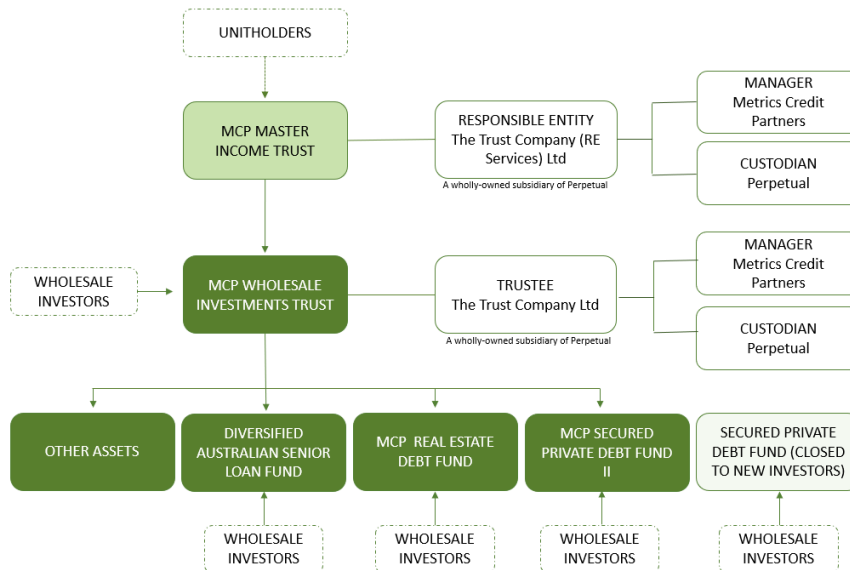 UNITHOLDERS
MCP MASTER
INCOME TRUST
RESPONSIBLE ENTITY
The Trust Company (RE
Services) Ltd
A wholly-owned subsidiary of Perpetual
MANAGER
Metrics Credit
Partners
CUSTODIAN
Perpetual
WHOLESALE
INVESTORS
MCP WHOLESALE
INVESTMENTS TRUST
TRUSTEE
The Trust Company Ltd
A wholly-owned subsidiary of Perpetual
MANAGER
Metrics Credit
Partners
CUSTODIAN
Perpetual
OTHER ASSETS
DIVERSIFIED
AUSTRALIAN SENIOR
LOAN FUND
MCP REAL ESTATE
DEBT FUND
MCP SECURED
PRIVATE DEBT FUND
II
SECURED PRIVATE
DEBT FUND (CLOSED
TO NEW INVESTORS)
WHOLESALE
INVESTORS
WHOLESALE
INVESTORS
WHOLESALE
INVESTORS
WHOLESALE
INVESTORS